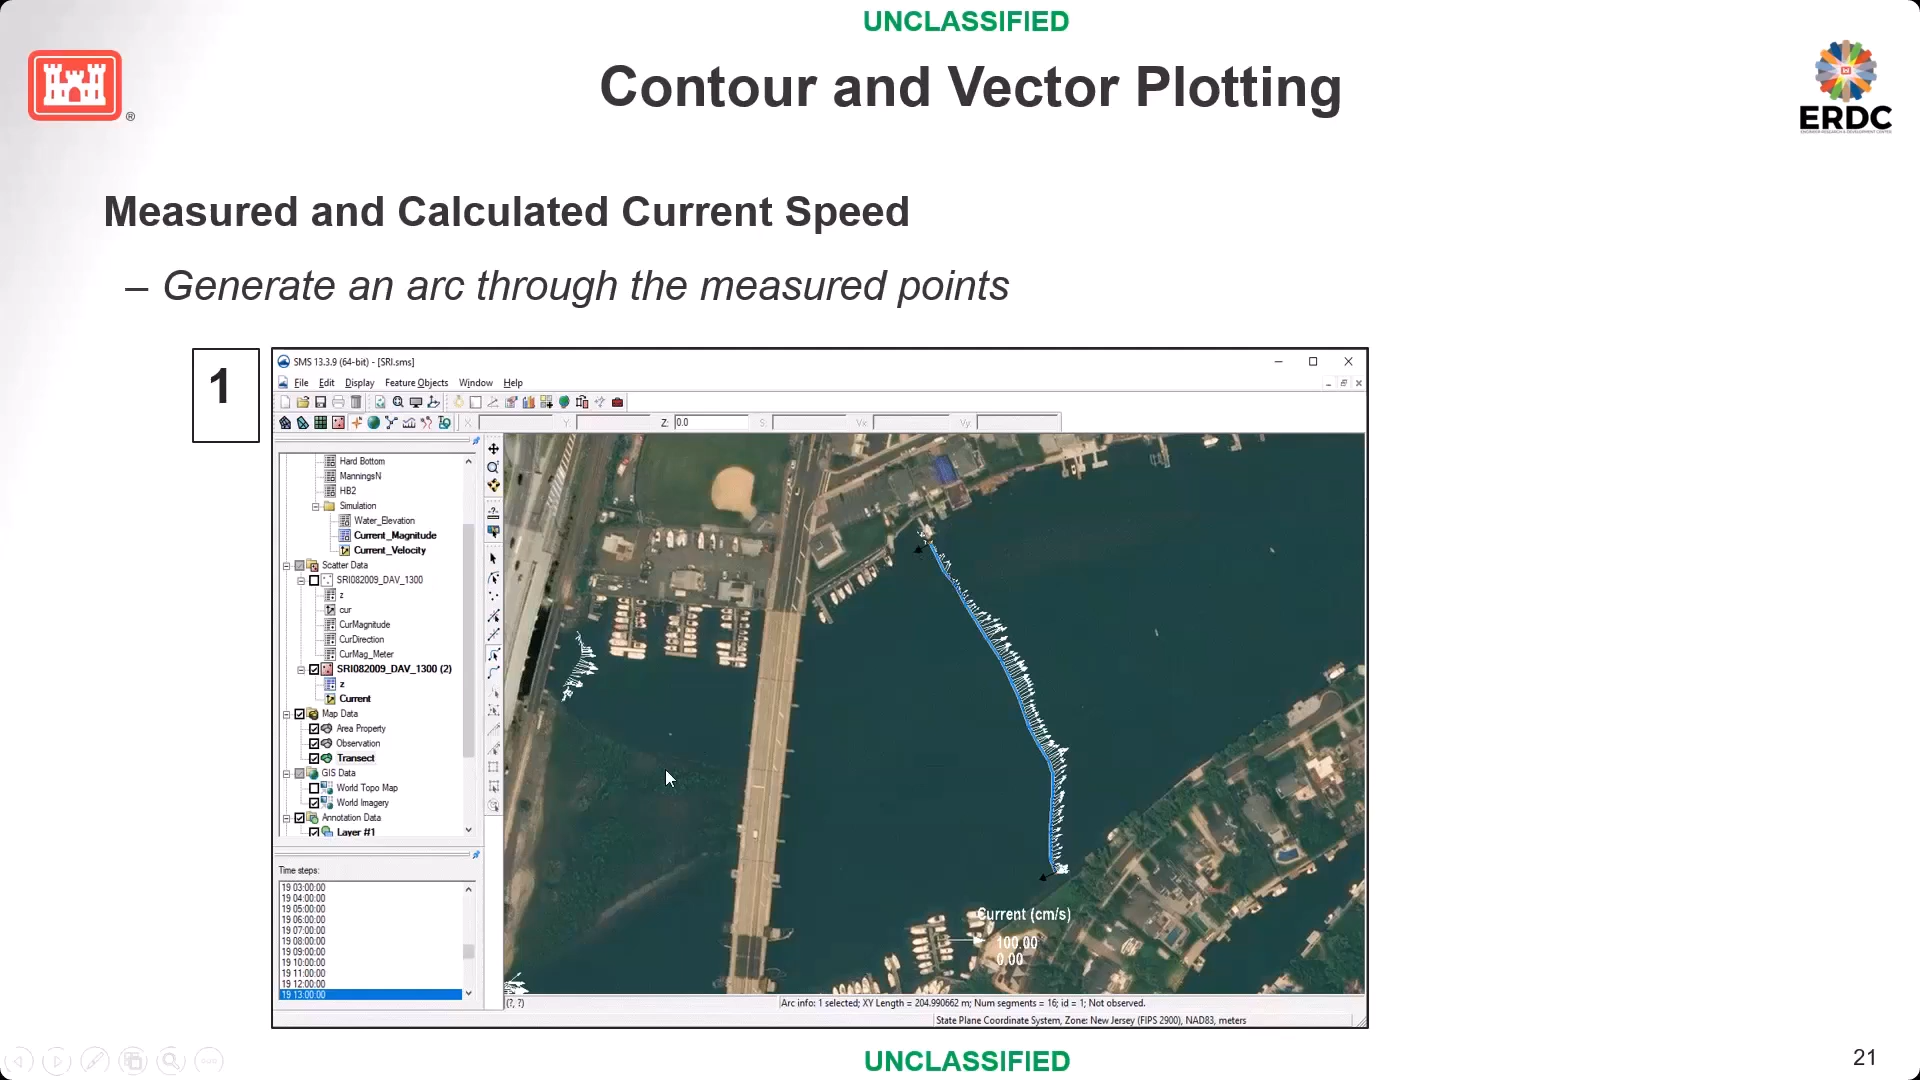 UNCLASSIFIED
Contour and Vector Plotting
®
ERDC
Measured and Calculated Current Speed
– Generate an arc through the measured points
1
SMS 13.3.9 (64-bit) - [SRI.sms]
File Edit Display Feature Objects Window Help
X: Y: Z: 0.0 S: Vx: Vy:
Hard Bottom
ManningsN
HB2
Simulation
Water_Elevation
Current_Magnitude
Current_Velocity
Scatter Data
SRI082009_DAV_1300
z
cur
CurMagnitude
CurDirection
CurMag_Meter
SRI082009_DAV_1300 (2)
z
Current
Map Data
Area Property
Observation
Transect
GIS Data
World Topo Map
World Imagery
Annotation Data
Layer #1
Time steps:
19 03:00:00
19 04:00:00
19 05:00:00
19 06:00:00
19 07:00:00
19 08:00:00
19 09:00:00
19 10:00:00
19 11:00:00
19 12:00:00
19 13:00:00
Current (cm/s)
100.00
0.00
(?, ?)
Arc info: 1 selected; XY Length = 204.990662 m; Num segments = 16; id = 1; Not observed.
State Plane Coordinate System, Zone: New Jersey (FIPS 2900), NAD83, meters
UNCLASSIFIED
21